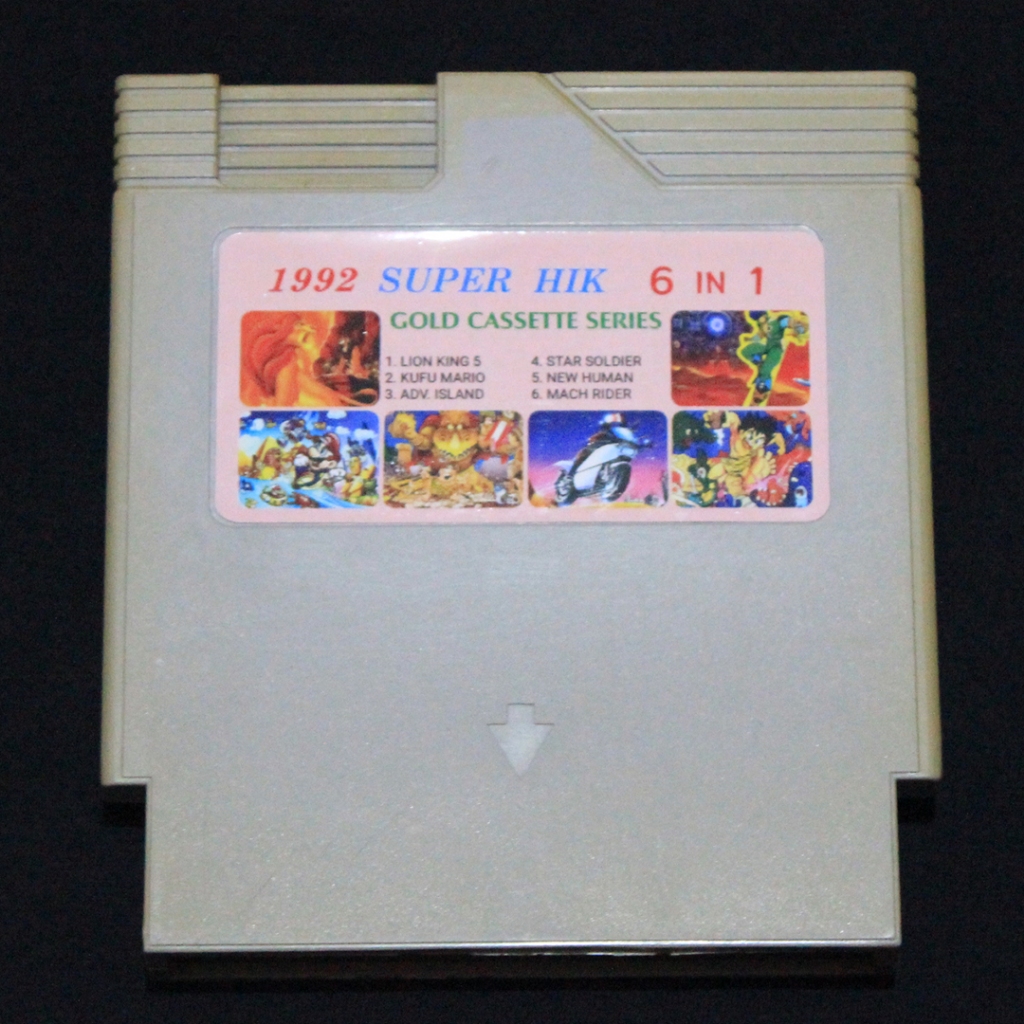 1992 SUPER HIK 6 IN 1
GOLD CASSETTE SERIES
1. LION KING 5
2. KUFU MARIO
3. ADV. ISLAND
4. STAR SOLDIER
5. NEW HUMAN
6. MACH RIDER